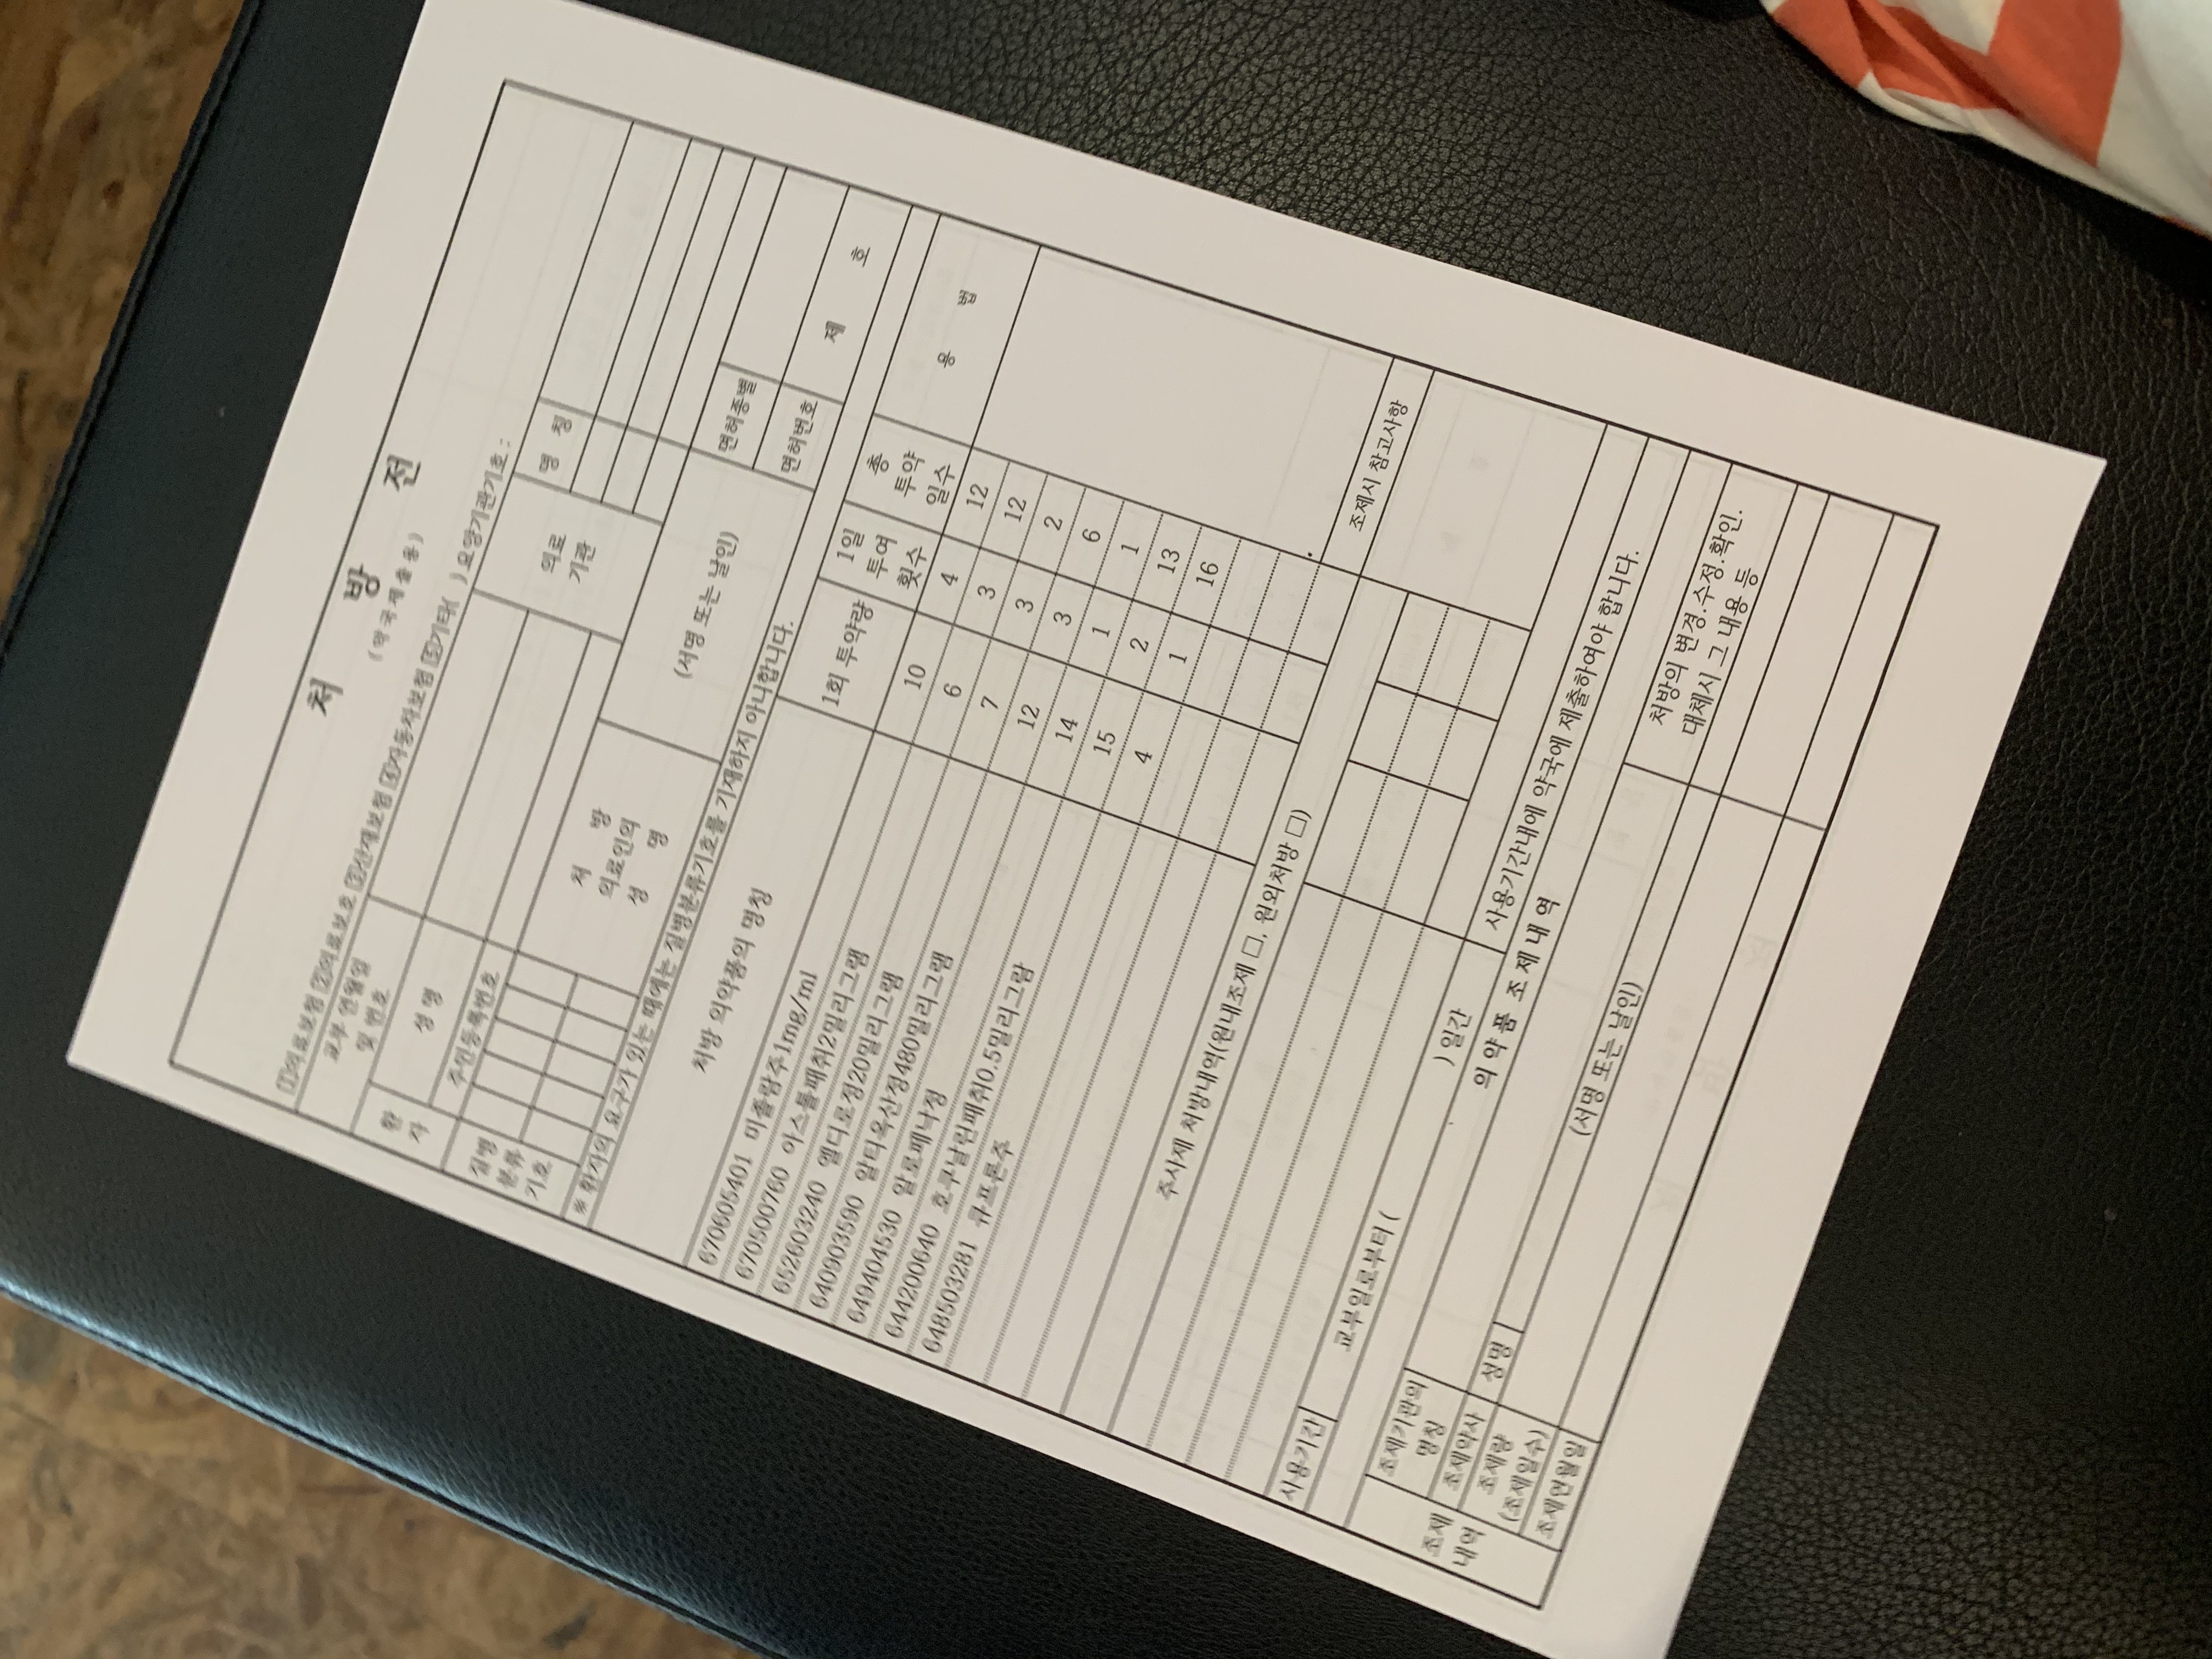 처 방 전
(약국제출용)
[1]의료보험 [2]의료보호 [3]산재보험 [4]자동차보험 [5]기타( ) 요양기관기호 :
교부 연월일 및 번호
의료 기관
명 칭
환 자
성 명
주민등록번호
질병 분류 기호
처 방 의료인의 성 명
(서명 또는 날인)
면허종별
면허번호
제 호
※ 환자의 요구가 있는 때에는 질병분류기호를 기재하지 아니합니다.
처방 의약품의 명칭
1회 투약량
1일 투여 횟수
총 투약 일수
용 법
670605401 미졸람주1mg/ml 10 4 12
670500760 아스톨패취2밀리그램 6 3 12
652603240 엘디로정20밀리그램 7 3 2
640903590 알티옥산정480밀리그램 12 3 6
649404530 알로페낙정 14 1 1
644200640 호쿠날린패취0.5밀리그람 15 2 13
648503281 큐프론주 4 1 16
주사제 처방내역(원내조제 □, 원외처방 □)
조제시 참고사항
사용기간
교부일로부터 ( ) 일간
사용기간내에 약국에 제출하여야 합니다.
의 약 품 조 제 내 역
조제 내역
조제기관의 명칭
처방의 변경.수정.확인. 대체시 그 내용 등
조제약사
성명
(서명 또는 날인)
조제량 (조제일수)
조제연월일